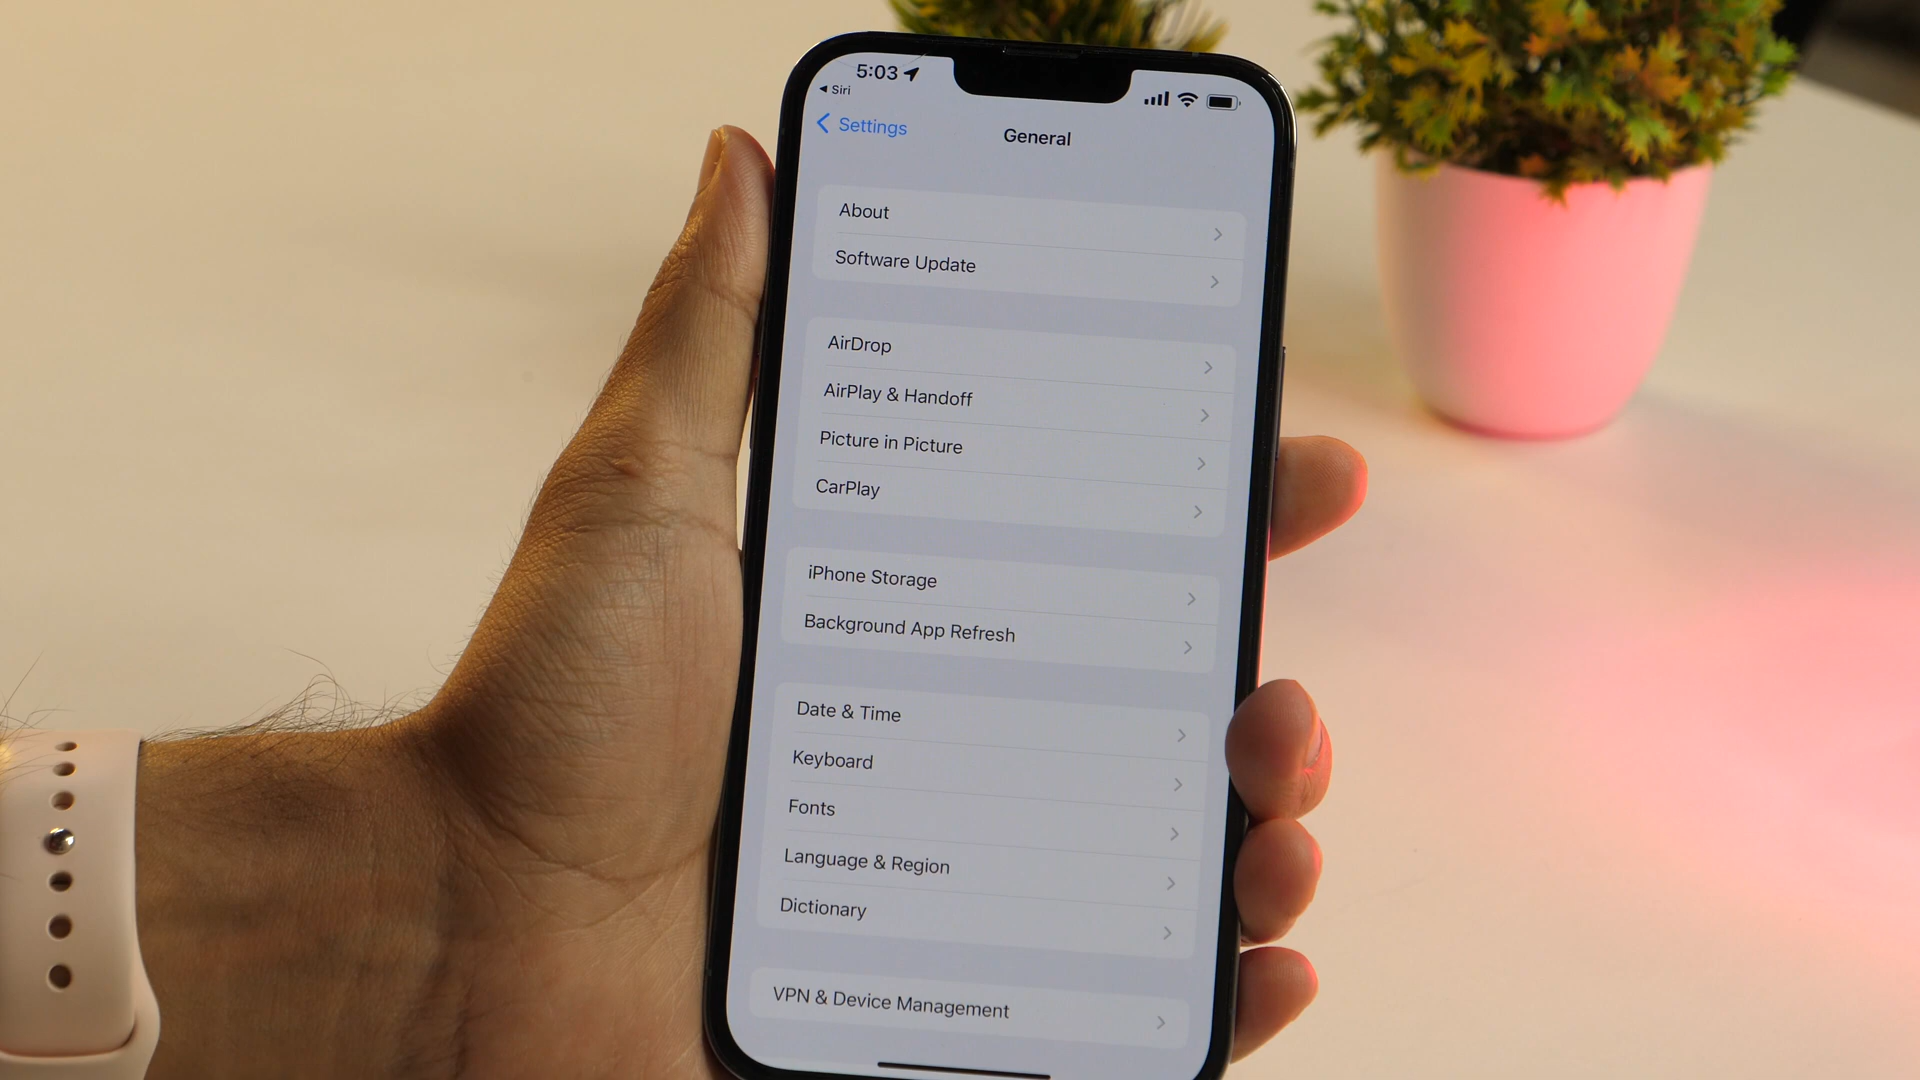 5:03
◀ Siri
Settings
General
About
Software Update
AirDrop
AirPlay & Handoff
Picture in Picture
CarPlay
iPhone Storage
Background App Refresh
Date & Time
Keyboard
Fonts
Language & Region
Dictionary
VPN & Device Management